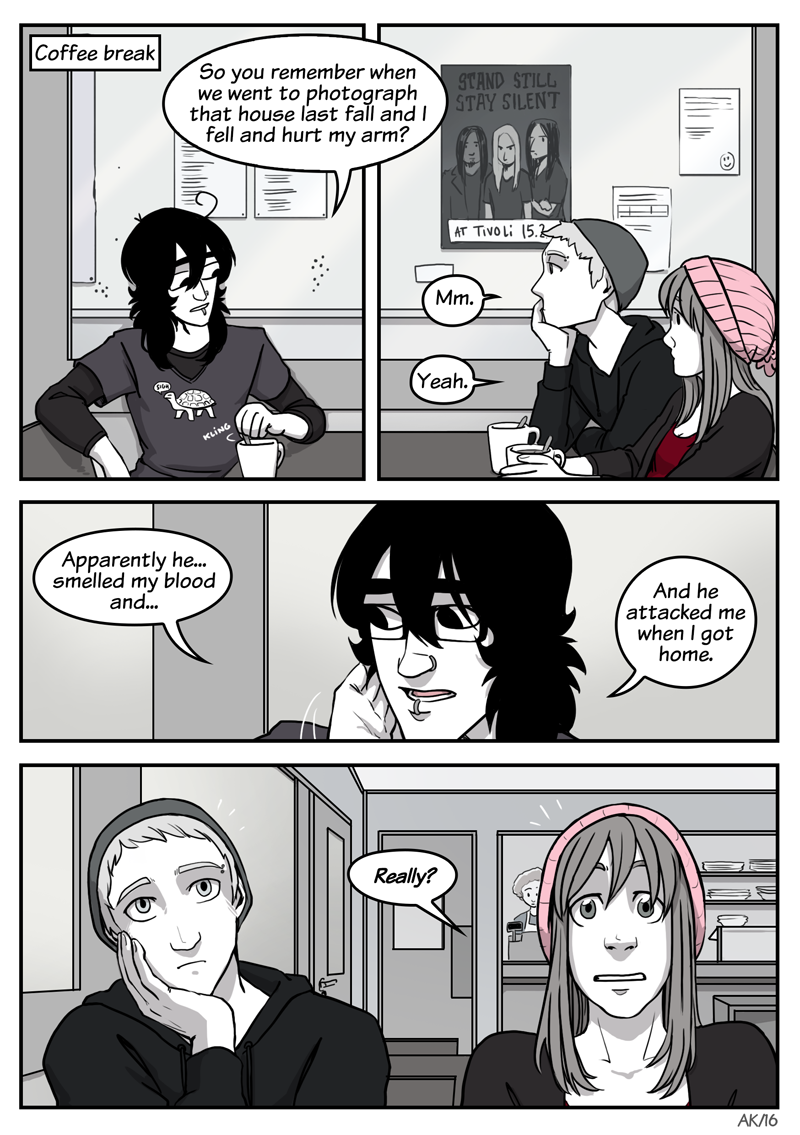 Coffee break
So you remember when
we went to photograph
that house last fall and I
fell and hurt my arm?
SIGH
KLING
STAND STILL
STAY SILENT
AT TIVOLI 15.2
Mm.
Yeah.
Apparently he...
smelled my blood
and...
And he
attacked me
when I got
home.
Really?
AK/16